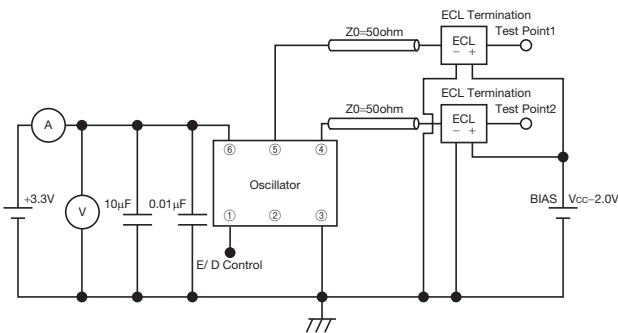 ECL Termination
Z0=50ohm
ECL
− +
Test Point1
ECL Termination
Z0=50ohm
ECL
− +
Test Point2
A
⑥ ⑤ ④
Oscillator
+3.3V
V
10μF
0.01μF
① ② ③
BIAS
VCC−2.0V
E/ D Control